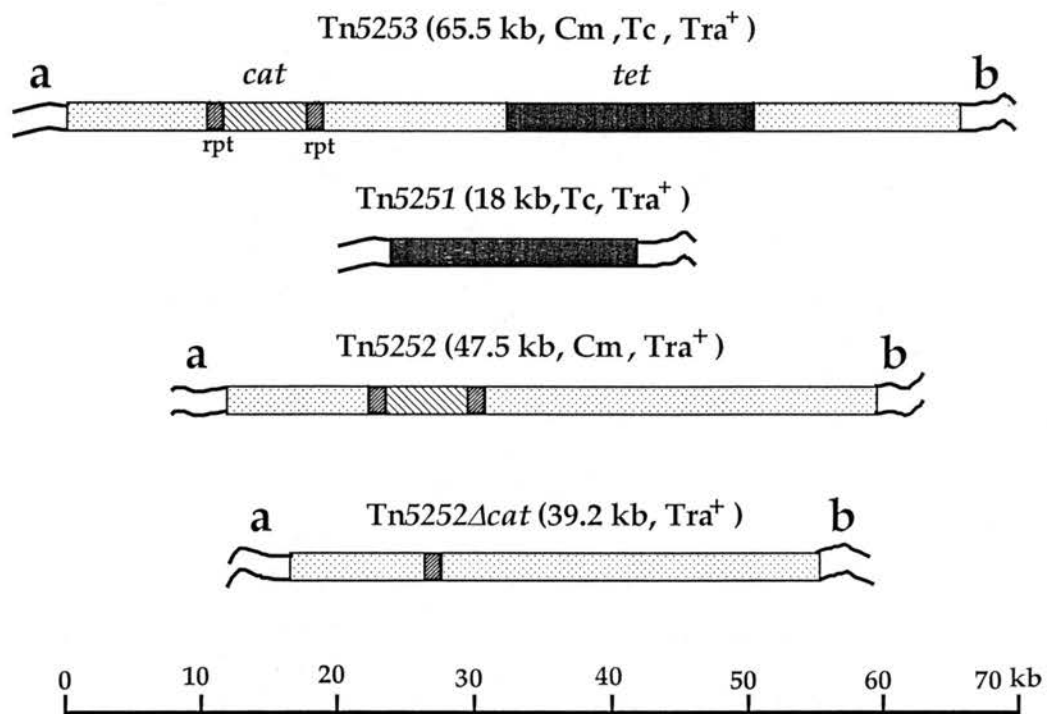 Tn5253 (65.5 kb, Cm ,Tc , Tra+ )
a cat tet b
rpt rpt
Tn5251 (18 kb,Tc, Tra+ )
Tn5252 (47.5 kb, Cm , Tra+ )
a b
Tn5252Δcat (39.2 kb, Tra+ )
a b
0 10 20 30 40 50 60 70 kb